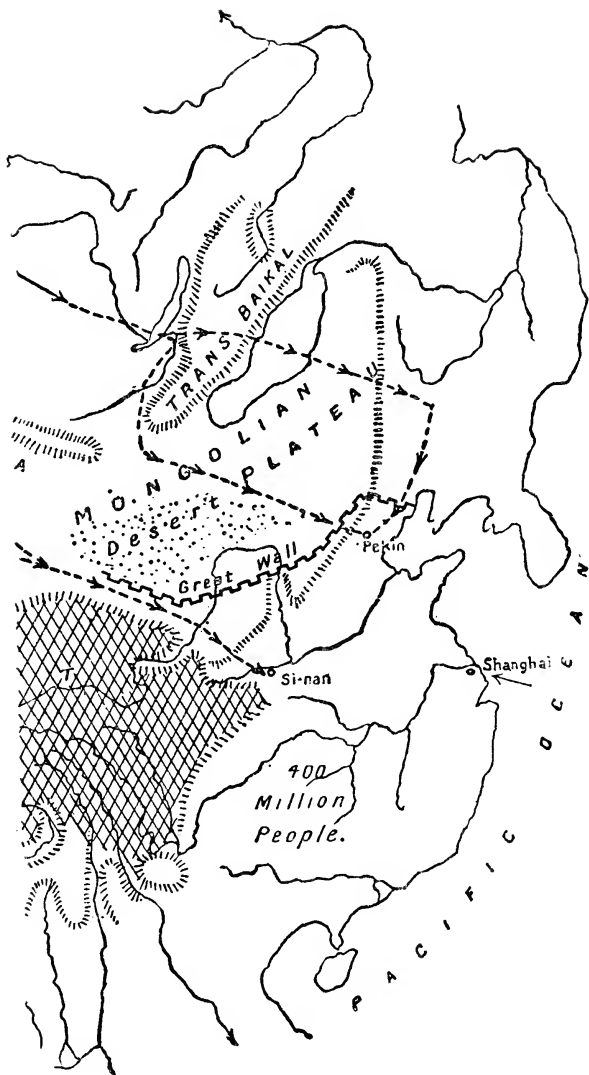 TRANS BAIKAL
MONGOLIAN
PLATEAU
A
Desert
Pekin
Great Wall
T
Si-nan
Shanghai
400
Million
People.
PACIFIC OCEAN